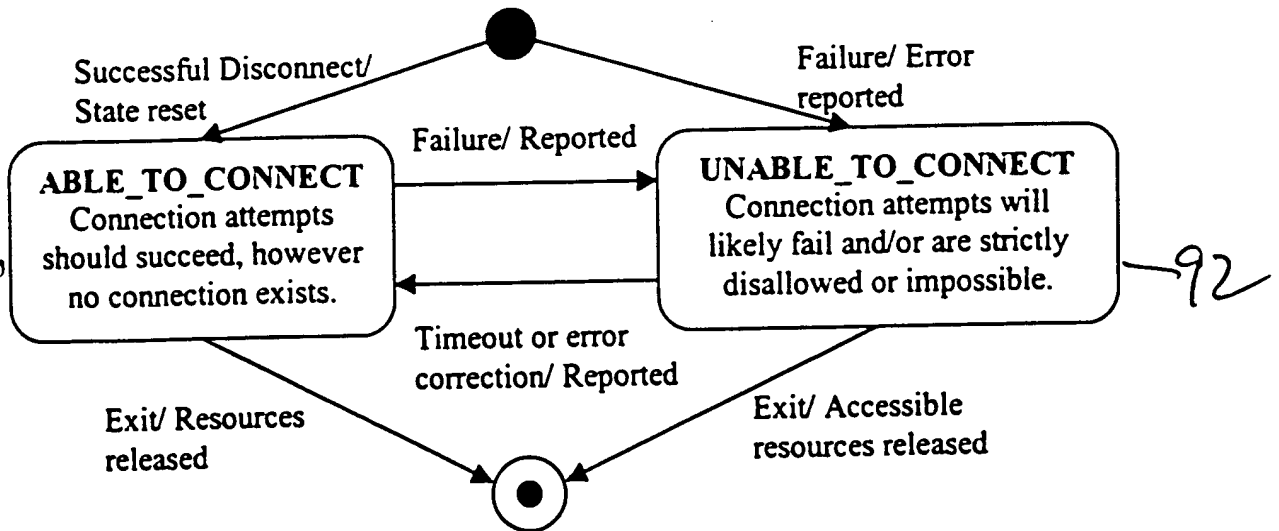 Successful Disconnect/
State reset
Failure/ Error
reported
Failure/ Reported
ABLE_TO_CONNECT
Connection attempts
should succeed, however
no connection exists.
UNABLE_TO_CONNECT
Connection attempts will
likely fail and/or are strictly
disallowed or impossible.
92
Timeout or error
correction/ Reported
Exit/ Resources
released
Exit/ Accessible
resources released